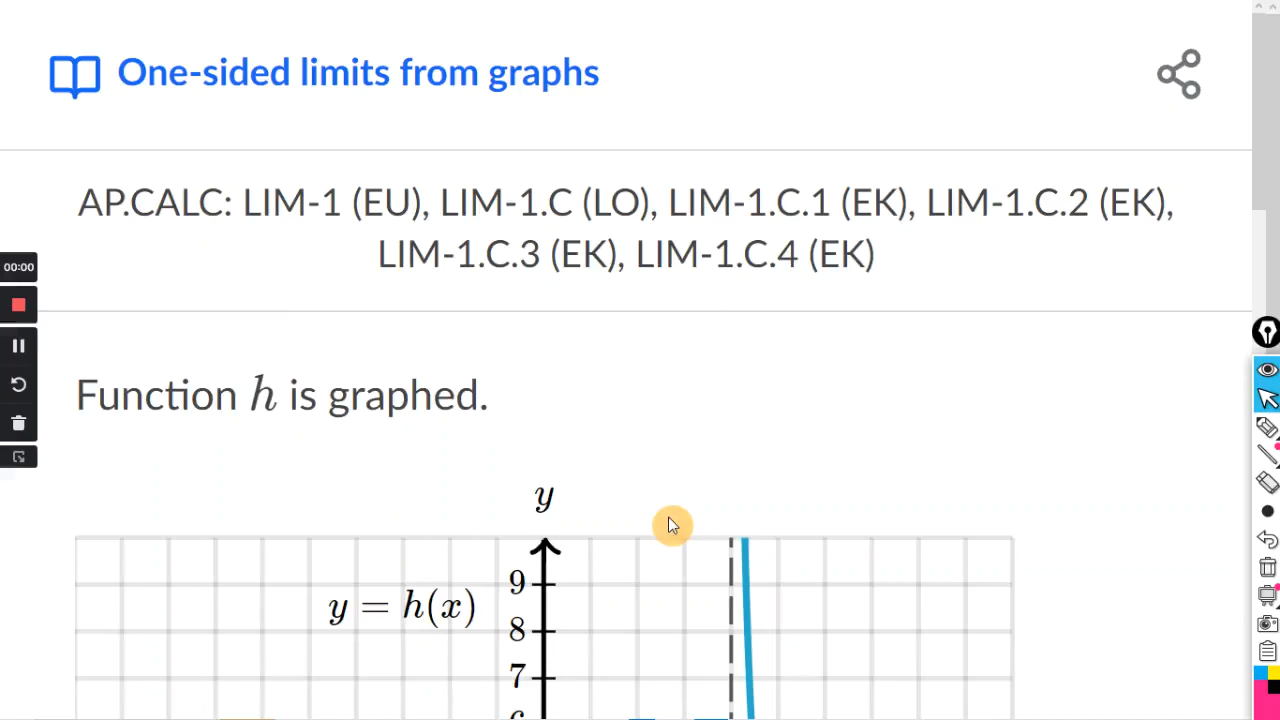 One-sided limits from graphs
AP.CALC: LIM-1 (EU), LIM-1.C (LO), LIM-1.C.1 (EK), LIM-1.C.2 (EK),
LIM-1.C.3 (EK), LIM-1.C.4 (EK)
00:00
Function h is graphed.
y
9
y = h(x)
8
7